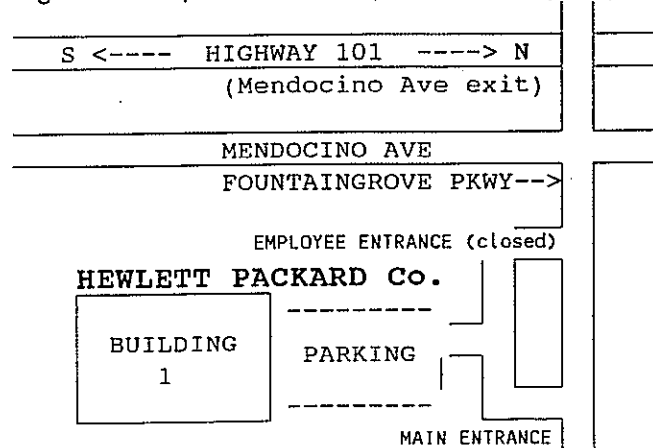 S <---- HIGHWAY 101 ----> N
(Mendocino Ave exit)
MENDOCINO AVE
FOUNTAINGROVE PKWY-->
EMPLOYEE ENTRANCE (closed)
HEWLETT PACKARD Co.
BUILDING
1
PARKING
MAIN ENTRANCE